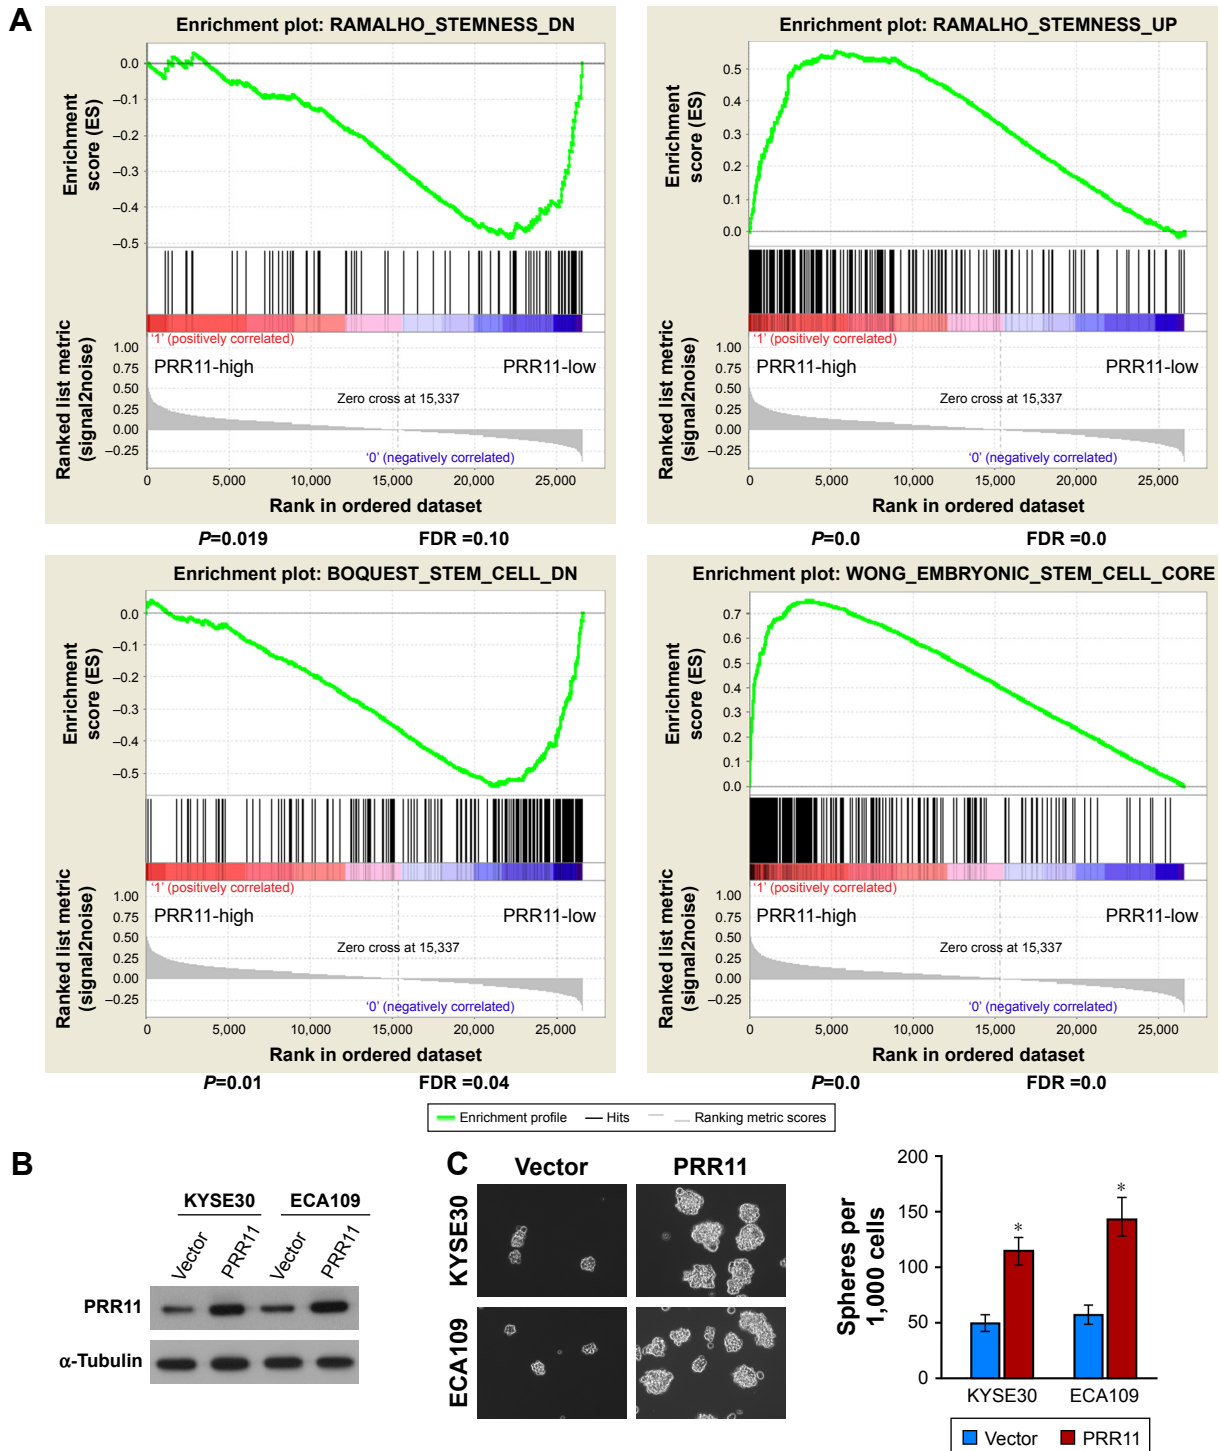 A
Enrichment plot: RAMALHO_STEMNESS_DN
Enrichment score (ES)
0.0
–0.1
–0.2
–0.3
–0.4
–0.5
'1' (positively correlated)
Ranked list metric (signal2noise)
1.00
0.75
0.50
0.25
0.00
–0.25
PRR11-high
PRR11-low
Zero cross at 15,337
'0' (negatively correlated)
0 5,000 10,000 15,000 20,000 25,000
Rank in ordered dataset
P=0.019 FDR =0.10
Enrichment plot: RAMALHO_STEMNESS_UP
Enrichment score (ES)
0.5
0.4
0.3
0.2
0.1
0.0
'1' (positively correlated)
Ranked list metric (signal2noise)
1.00
0.75
0.50
0.25
0.00
–0.25
PRR11-high
PRR11-low
Zero cross at 15,337
'0' (negatively correlated)
0 5,000 10,000 15,000 20,000 25,000
Rank in ordered dataset
P=0.0 FDR =0.0
Enrichment plot: BOQUEST_STEM_CELL_DN
Enrichment score (ES)
0.0
–0.1
–0.2
–0.3
–0.4
–0.5
'1' (positively correlated)
Ranked list metric (signal2noise)
1.00
0.75
0.50
0.25
0.00
–0.25
PRR11-high
PRR11-low
Zero cross at 15,337
'0' (negatively correlated)
0 5,000 10,000 15,000 20,000 25,000
Rank in ordered dataset
P=0.01 FDR =0.04
Enrichment plot: WONG_EMBRYONIC_STEM_CELL_CORE
Enrichment score (ES)
0.7
0.6
0.5
0.4
0.3
0.2
0.1
0.0
'1' (positively correlated)
Ranked list metric (signal2noise)
1.00
0.75
0.50
0.25
0.00
–0.25
PRR11-high
PRR11-low
Zero cross at 15,337
'0' (negatively correlated)
0 5,000 10,000 15,000 20,000 25,000
Rank in ordered dataset
P=0.0 FDR =0.0
Enrichment profile Hits Ranking metric scores
B
KYSE30 ECA109
Vector PRR11 Vector PRR11
PRR11
α-Tubulin
C
Vector PRR11
KYSE30
ECA109
Spheres per 1,000 cells
200
150
100
50
0
*
*
KYSE30 ECA109
Vector PRR11